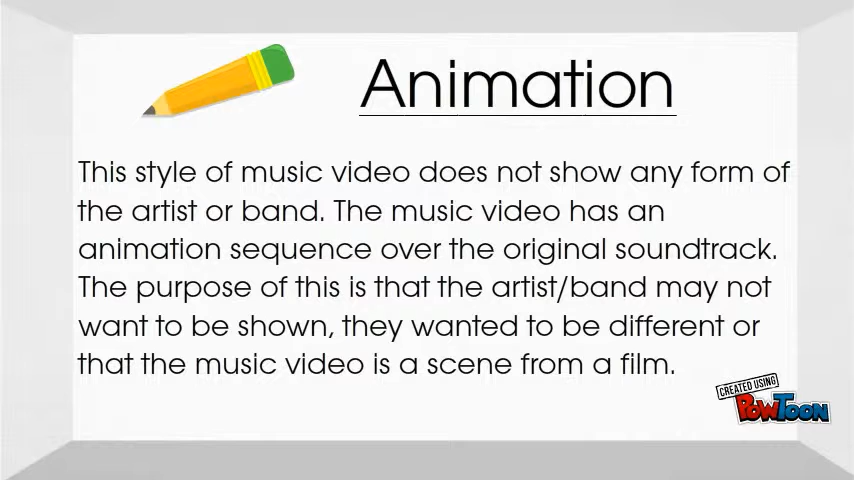 Animation
This style of music video does not show any form of
the artist or band. The music video has an
animation sequence over the original soundtrack.
The purpose of this is that the artist/band may not
want to be shown, they wanted to be different or
that the music video is a scene from a film.
CREATED USING
POWTOON